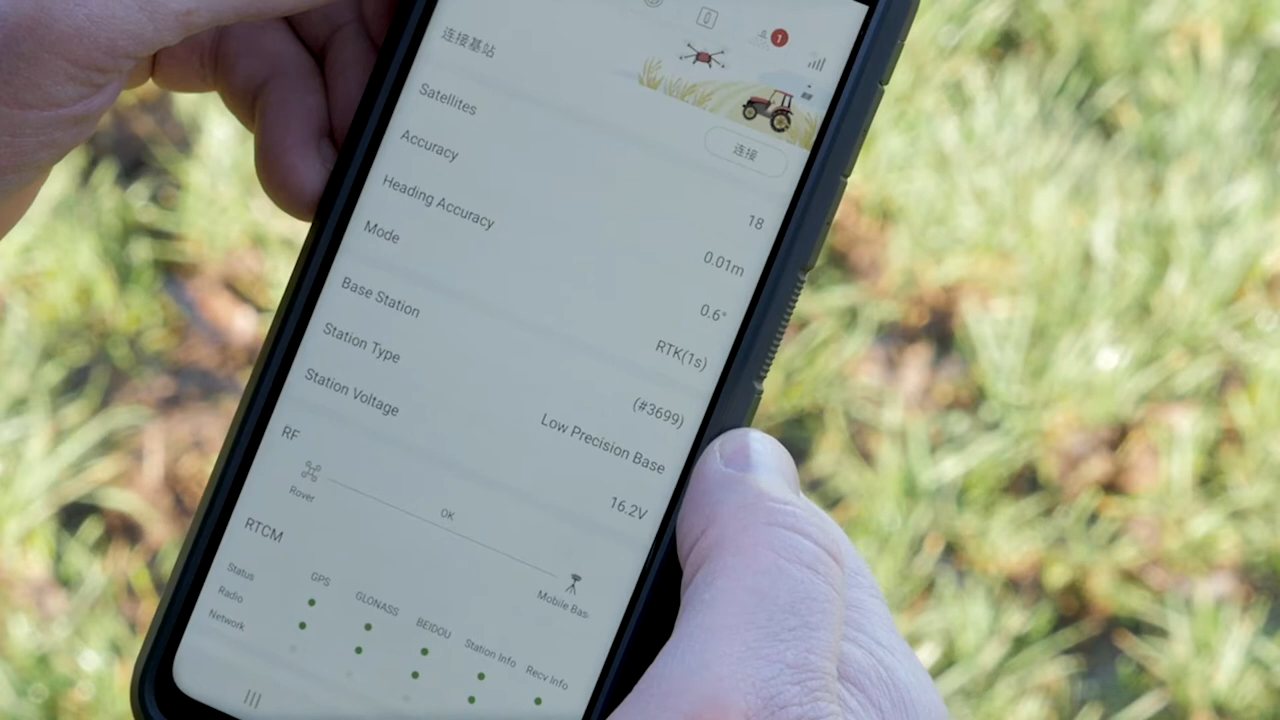 1
连接基站
连接
Satellites 18
Accuracy 0.01m
Heading Accuracy 0.6°
Mode RTK(1s)
Base Station (#3699)
Station Type Low Precision Base
Station Voltage 16.2V
RF
OK
Rover Mobile Bas
RTCM
Status GPS GLONASS BEIDOU Station Info Recv Info
Radio
Network